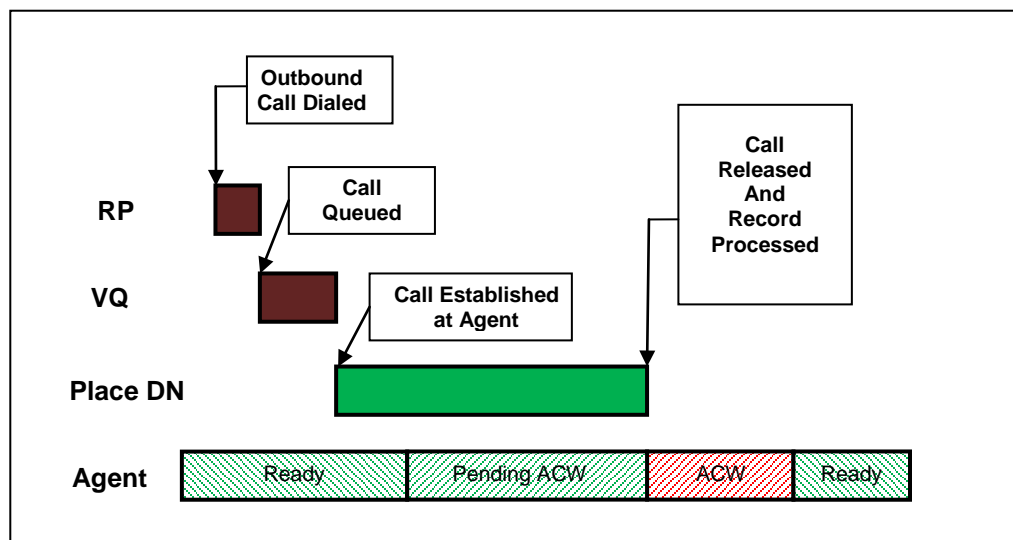 Outbound
Call Dialed
Call
Released
And
Record
Processed
RP
Call
Queued
VQ
Call Established
at Agent
Place DN
Agent
Ready
Pending ACW
ACW
Ready